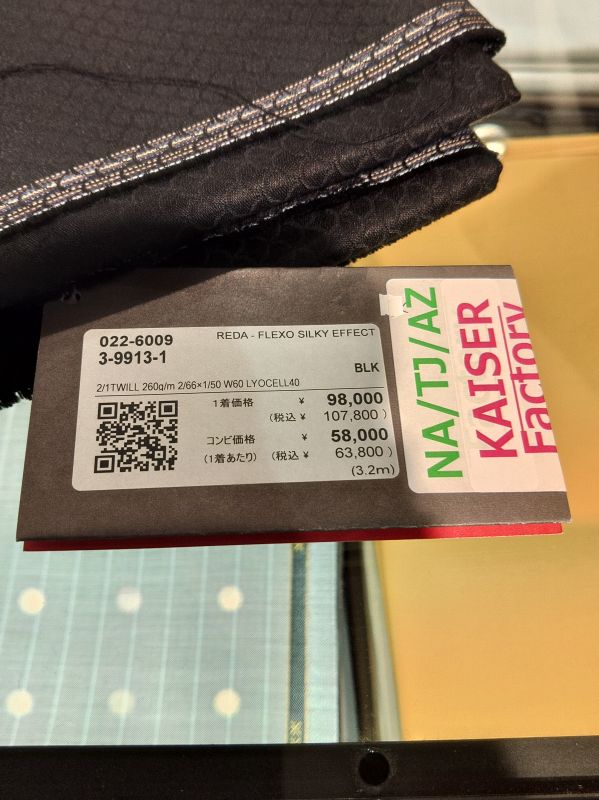 022-6009
REDA - FLEXO SILKY EFFECT
3-9913-1
BLK
2/1TWILL 260g/m 2/66×1/50 W60 LYOCELL40
1着価格 ¥ 98,000
(税込 ¥ 107,800 )
コンビ価格 ¥ 58,000
(1着あたり) (税込 ¥ 63,800 )
(3.2m)
NA/TJ/AZ
KAISER
Factory